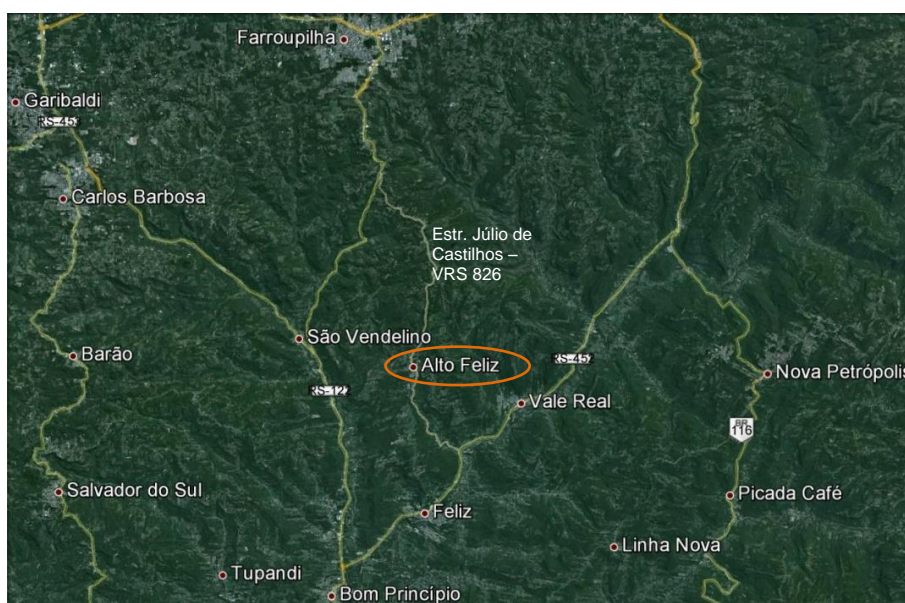 Farroupilha
Garibaldi
RS-453
Carlos Barbosa
Estr. Júlio de
Castilhos –
VRS 826
São Vendelino
Barão
Alto Feliz
RS-452
Nova Petrópolis
RS-122
Vale Real
BR
116
Salvador do Sul
Picada Café
Feliz
Linha Nova
Tupandi
Bom Princípio